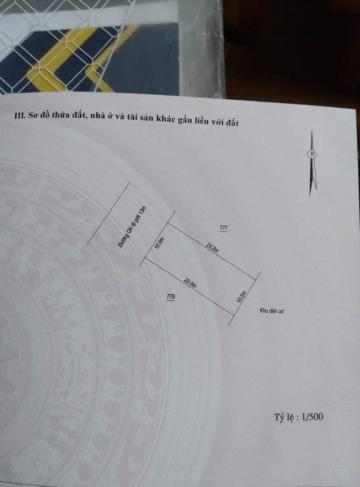 III. Sơ đồ thửa đất, nhà ở và tài sản khác gắn liền với đất
Đường QH lộ giới 13m
777
10.0m
25.0m
25.0m
10.0m
779
Khu dân cư
Tỷ lệ : 1/500